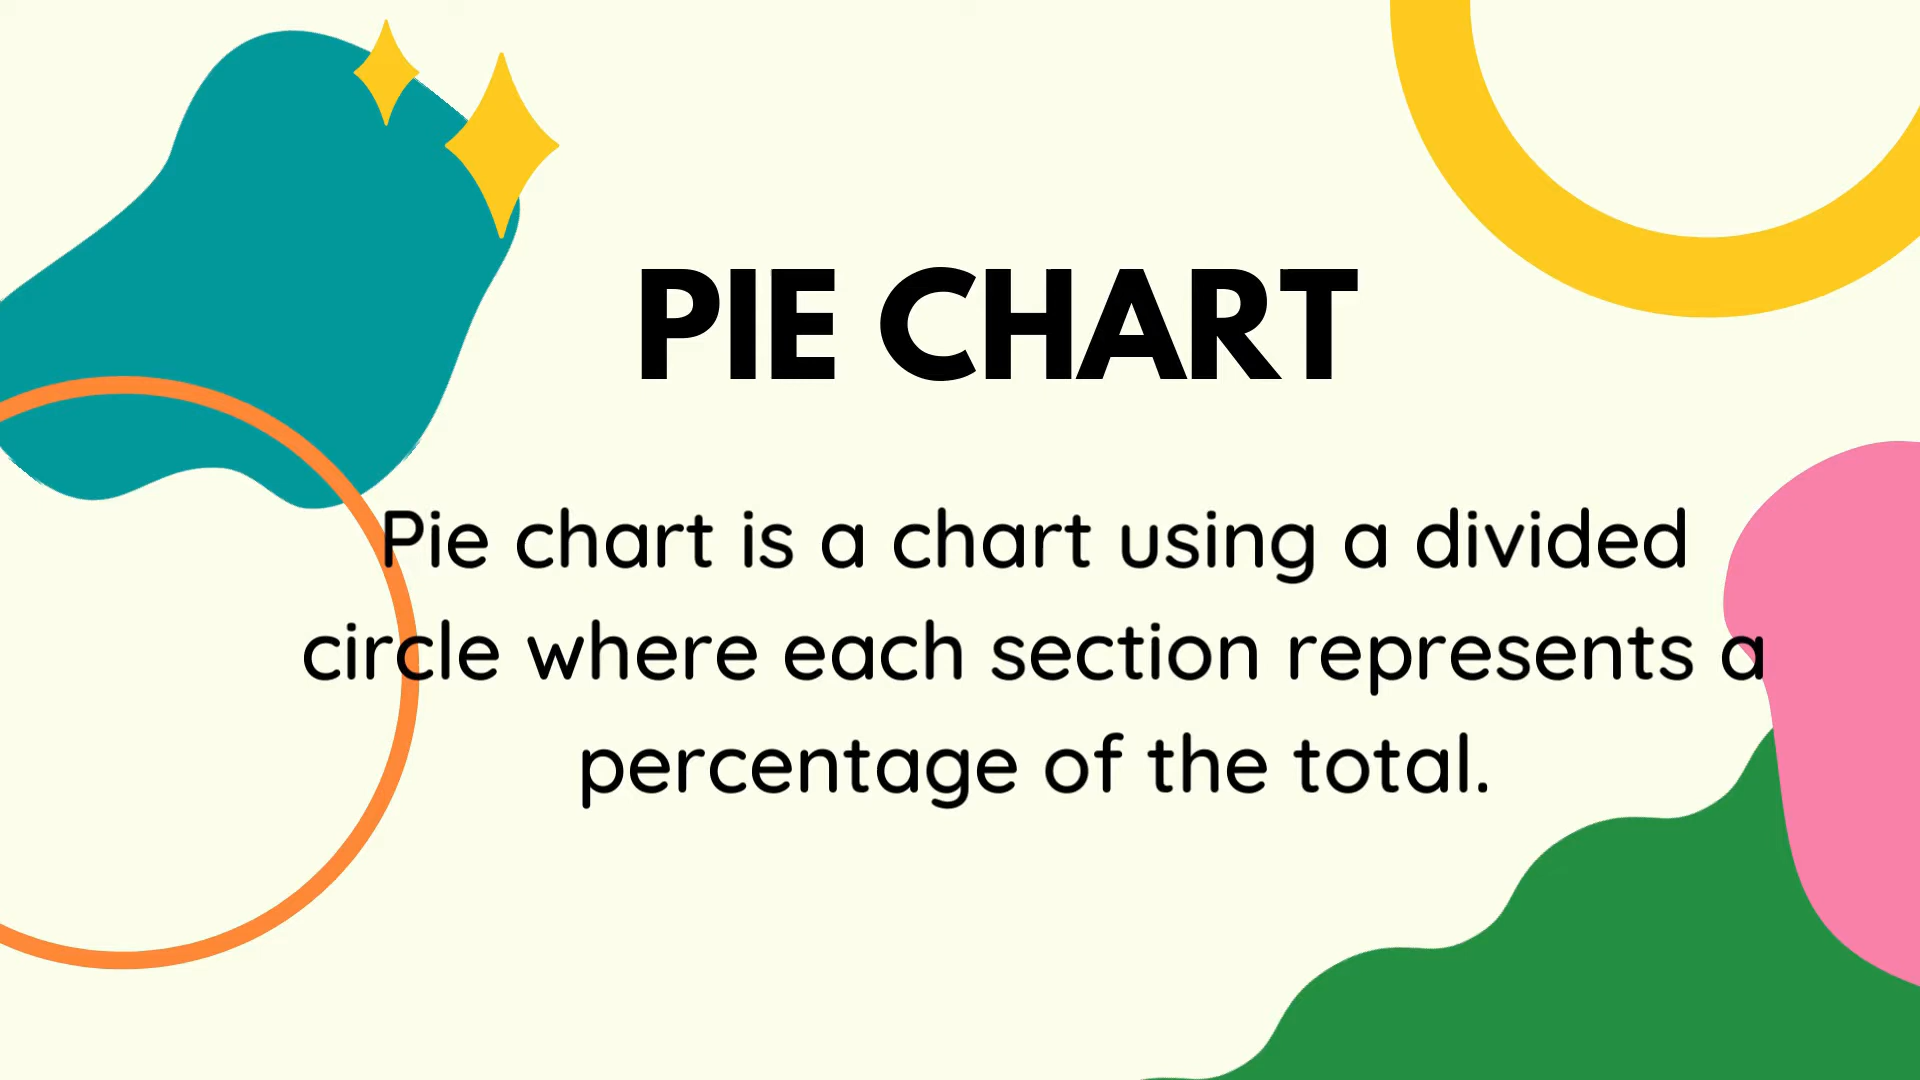 PIE CHART
Pie chart is a chart using a divided
circle where each section represents a
percentage of the total.